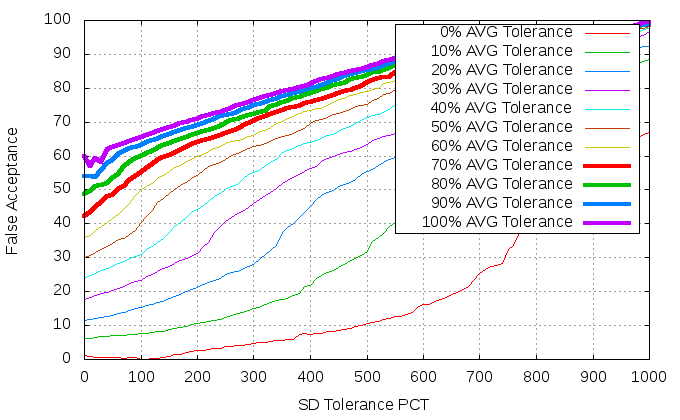 100
90
80
70
60
50
40
30
20
10
0
False Acceptance
0% AVG Tolerance
10% AVG Tolerance
20% AVG Tolerance
30% AVG Tolerance
40% AVG Tolerance
50% AVG Tolerance
60% AVG Tolerance
70% AVG Tolerance
80% AVG Tolerance
90% AVG Tolerance
100% AVG Tolerance
0 100 200 300 400 500 600 700 800 900 1000
SD Tolerance PCT